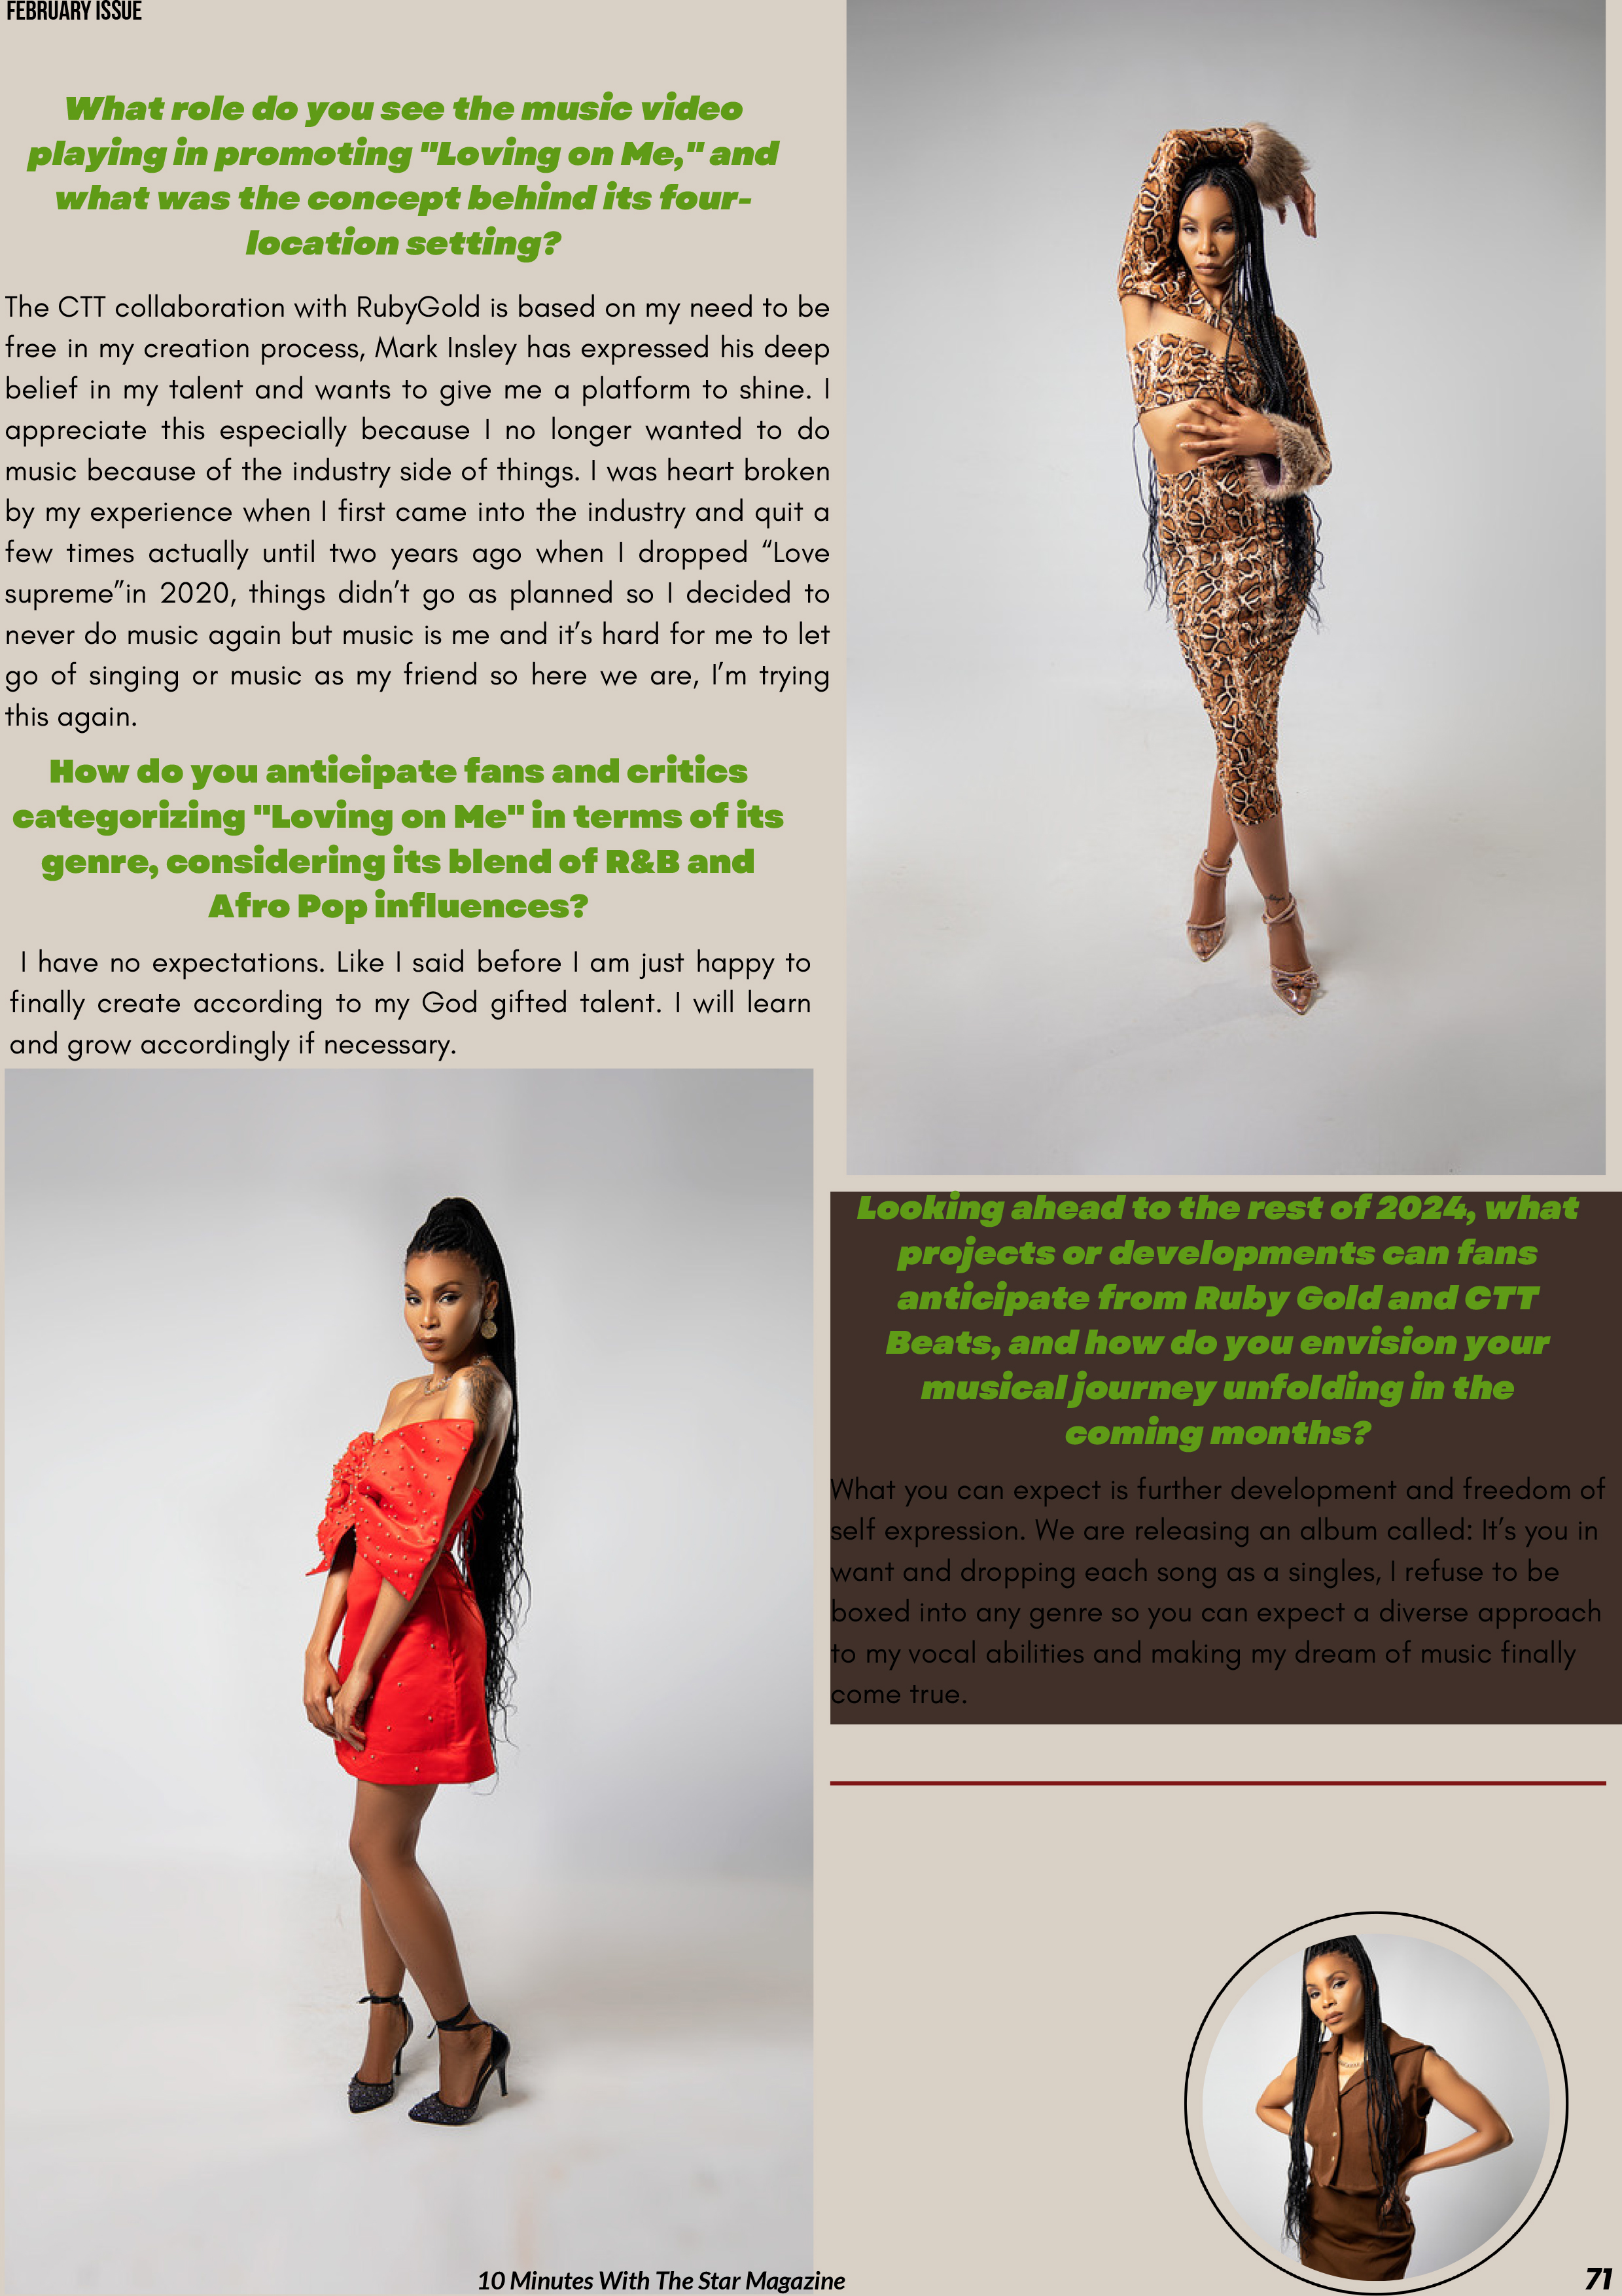 FEBRUARY ISSUE
What role do you see the music video
playing in promoting "Loving on Me," and
what was the concept behind its four-
location setting?
The CTT collaboration with RubyGold is based on my need to be
free in my creation process, Mark Insley has expressed his deep
belief in my talent and wants to give me a platform to shine. I
appreciate this especially because I no longer wanted to do
music because of the industry side of things. I was heart broken
by my experience when I first came into the industry and quit a
few times actually until two years ago when I dropped “Love
supreme”in 2020, things didn’t go as planned so I decided to
never do music again but music is me and it’s hard for me to let
go of singing or music as my friend so here we are, I’m trying
this again.
How do you anticipate fans and critics
categorizing "Loving on Me" in terms of its
genre, considering its blend of R&B and
Afro Pop influences?
I have no expectations. Like I said before I am just happy to
finally create according to my God gifted talent. I will learn
and grow accordingly if necessary.
Looking ahead to the rest of 2024, what
projects or developments can fans
anticipate from Ruby Gold and CTT
Beats, and how do you envision your
musical journey unfolding in the
coming months?
What you can expect is further development and freedom of
self expression. We are releasing an album called: It’s you in
want and dropping each song as a singles, I refuse to be
boxed into any genre so you can expect a diverse approach
to my vocal abilities and making my dream of music finally
come true.
10 Minutes With The Star Magazine
71